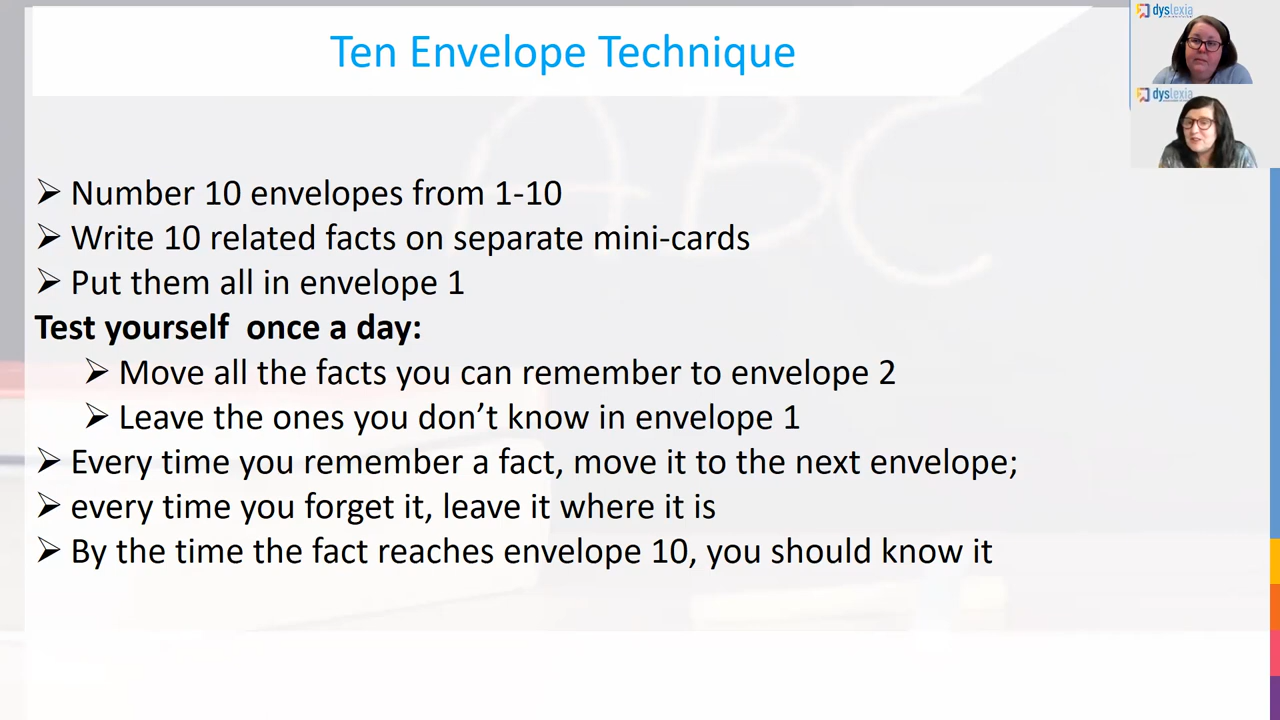 Ten Envelope Technique
dyslexia
dyslexia
ABC
➢ Number 10 envelopes from 1-10
➢ Write 10 related facts on separate mini-cards
➢ Put them all in envelope 1
Test yourself once a day:
➢ Move all the facts you can remember to envelope 2
➢ Leave the ones you don’t know in envelope 1
➢ Every time you remember a fact, move it to the next envelope;
➢ every time you forget it, leave it where it is
➢ By the time the fact reaches envelope 10, you should know it